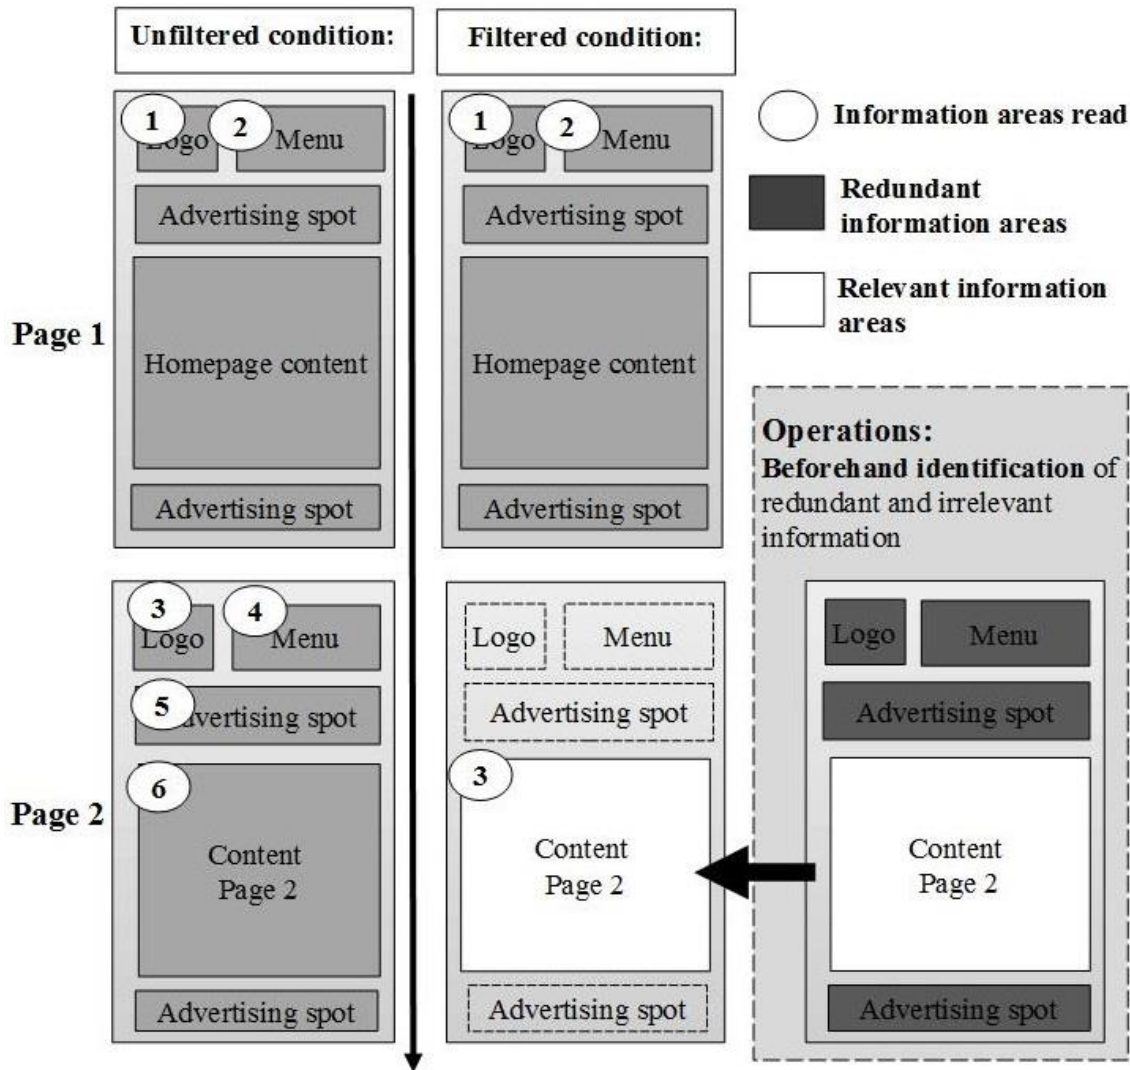 Unfiltered condition:
Filtered condition:
1
2
Logo
Menu
Advertising spot
Homepage content
Advertising spot
Page 1
1
2
Logo
Menu
Advertising spot
Homepage content
Advertising spot
Information areas read
Redundant
information areas
Relevant information
areas
Page 2
3
4
Logo
Menu
5
Advertising spot
6
Content
Page 2
Advertising spot
Logo
Menu
Advertising spot
3
Content
Page 2
Advertising spot
Operations:
Beforehand identification of
redundant and irrelevant
information
Logo
Menu
Advertising spot
Content
Page 2
Advertising spot